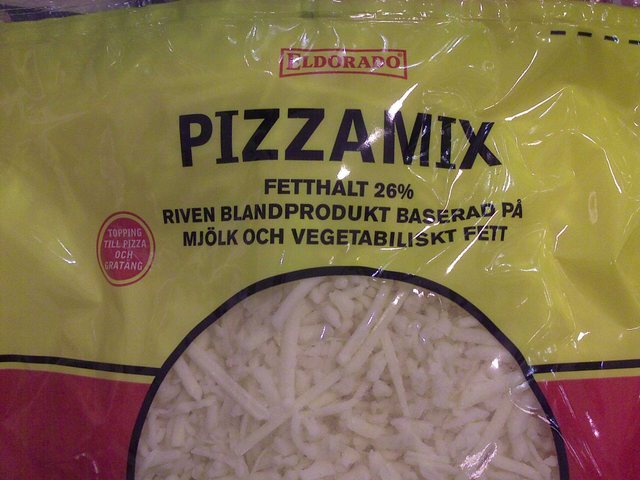 ELDORADO
PIZZAMIX
FETTHALT 26%
RIVEN BLANDPRODUKT BASERAD PÅ
MJÖLK OCH VEGETABILISKT FETT
TOPPING
TILL PIZZA
OCH
GRATÄNG